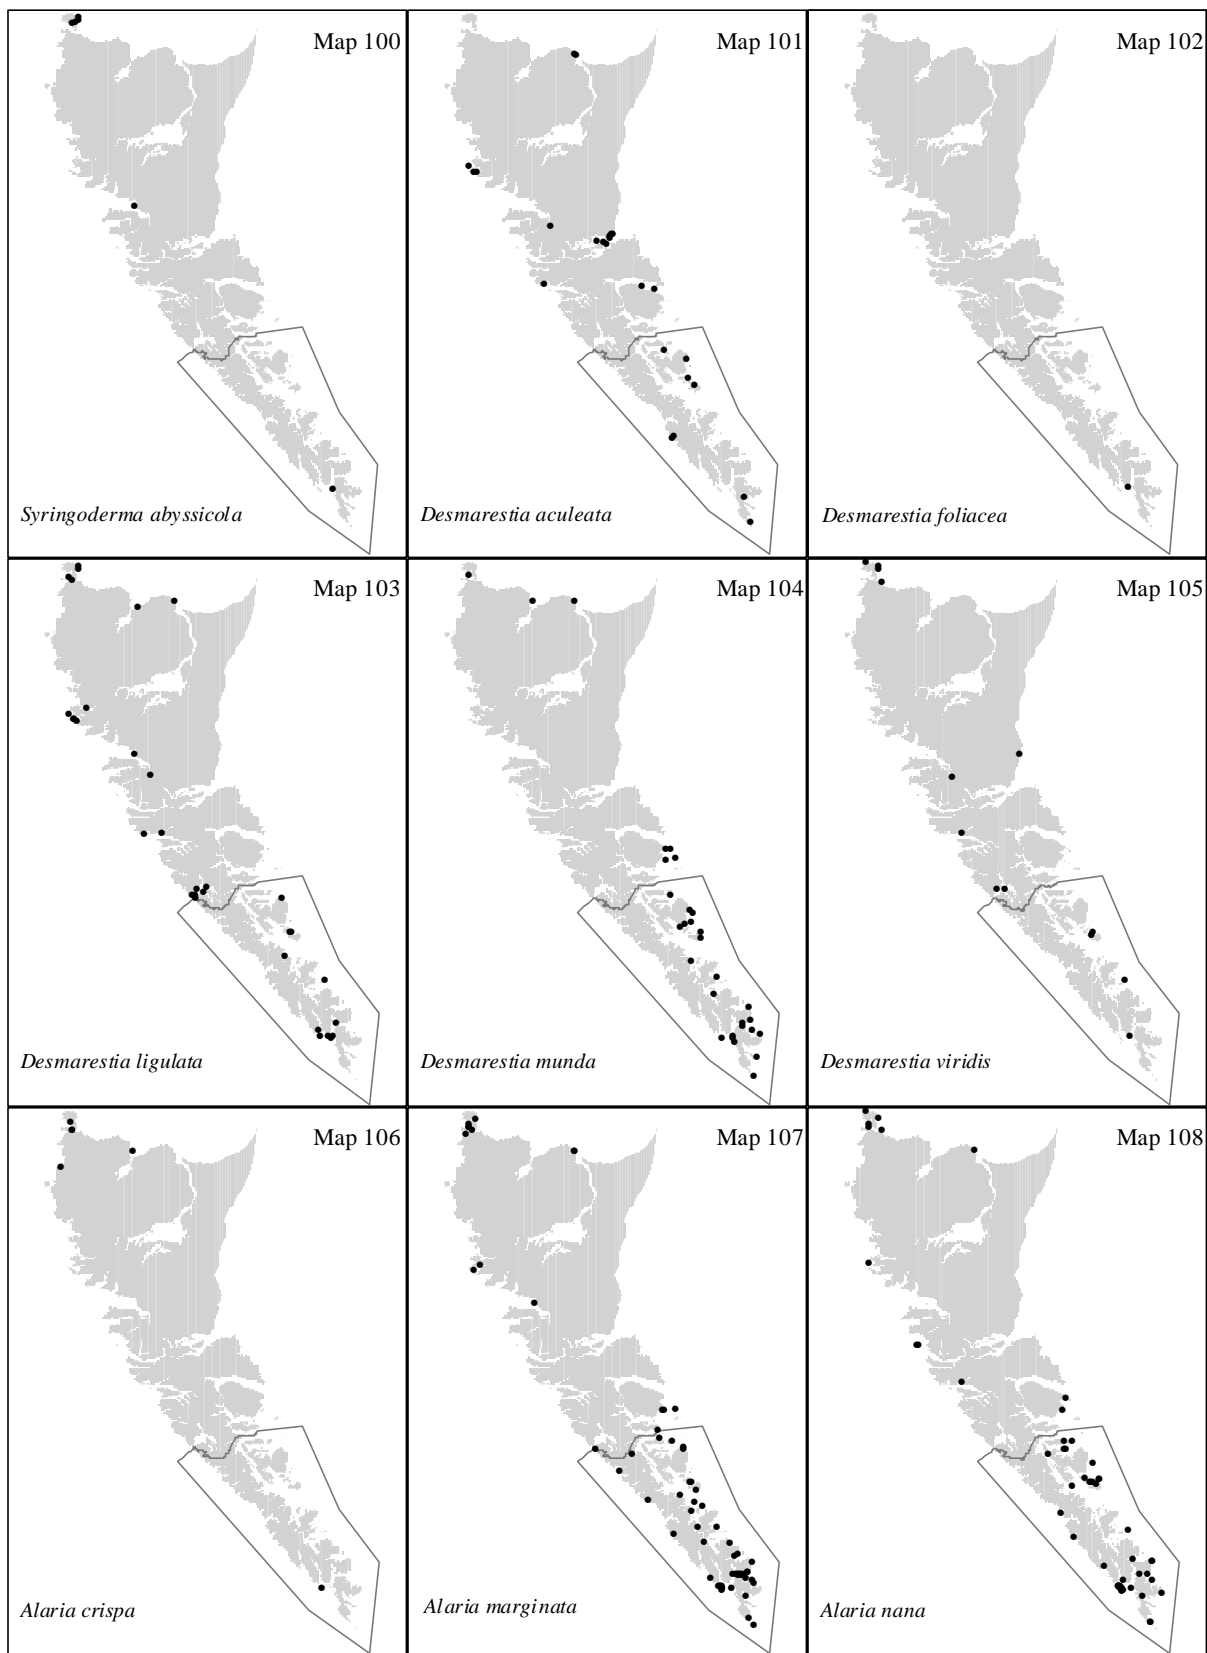 Map 100
Syringoderma abyssicola
Map 101
Desmarestia aculeata
Map 102
Desmarestia foliacea
Map 103
Desmarestia ligulata
Map 104
Desmarestia munda
Map 105
Desmarestia viridis
Map 106
Alaria crispa
Map 107
Alaria marginata
Map 108
Alaria nana